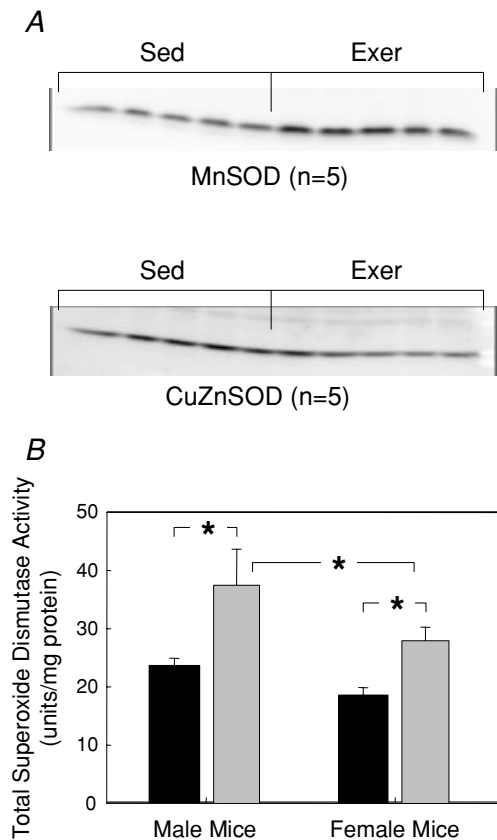 A
Sed Exer
MnSOD (n=5)
Sed Exer
CuZnSOD (n=5)
B
Total Superoxide Dismutase Activity
(units/mg protein)
50
40
30
20
10
0
*
*
*
Male Mice Female Mice